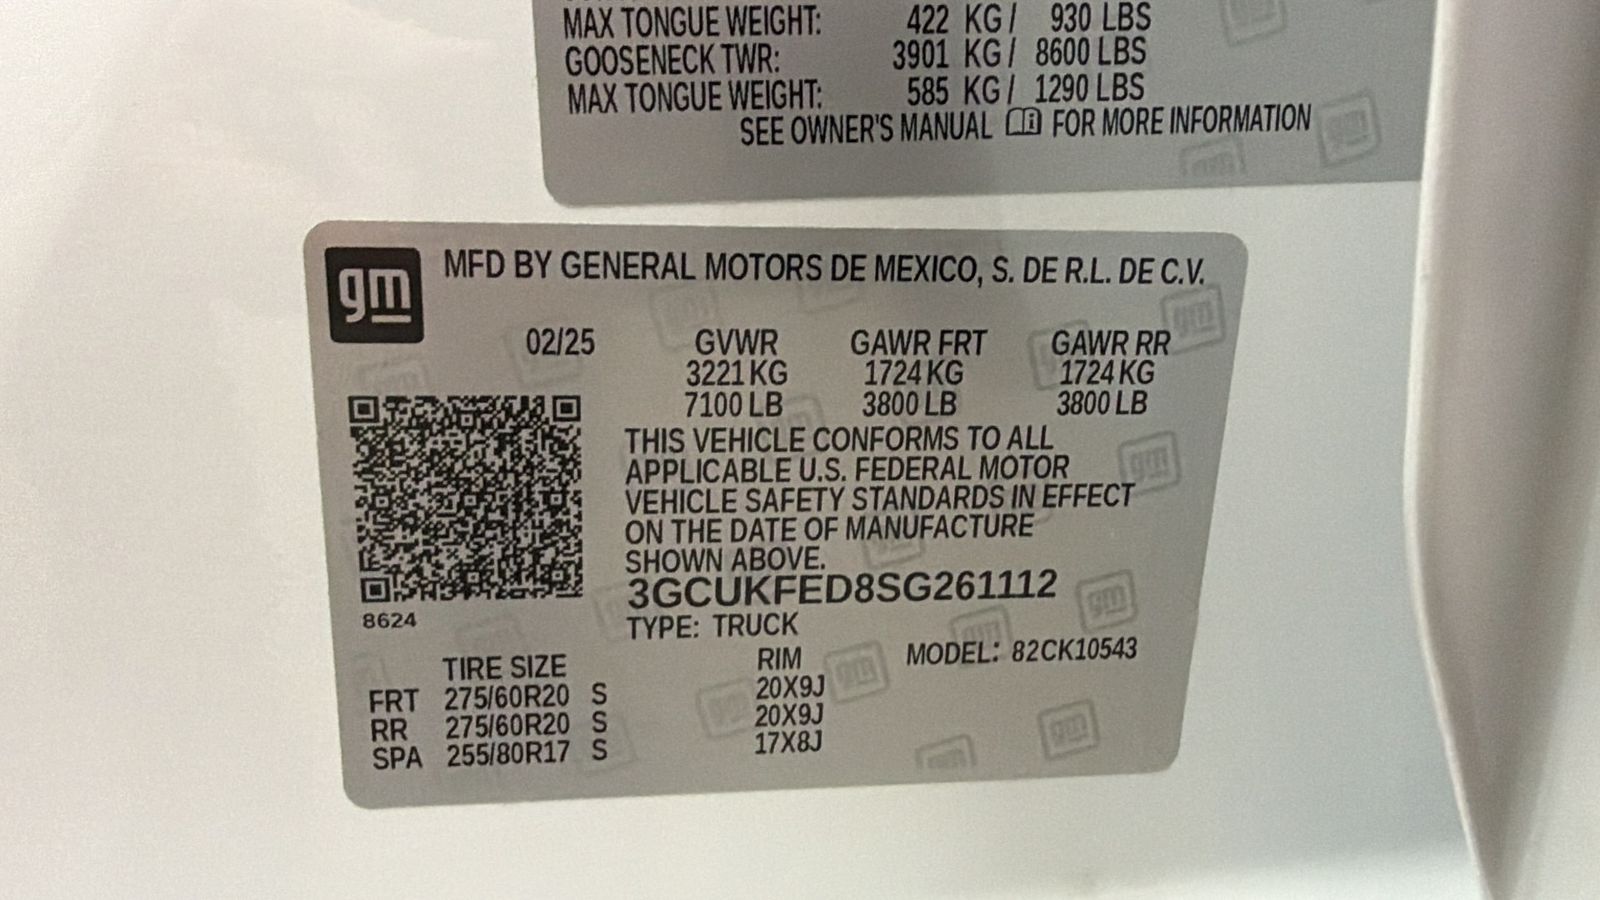 MAX TONGUE WEIGHT: 422 KG / 930 LBS
GOOSENECK TWR: 3901 KG / 8600 LBS
MAX TONGUE WEIGHT: 585 KG / 1290 LBS
SEE OWNER'S MANUAL FOR MORE INFORMATION
gm MFD BY GENERAL MOTORS DE MEXICO, S. DE R.L. DE C.V.
02/25 GVWR GAWR FRT GAWR RR
3221 KG 1724 KG 1724 KG
7100 LB 3800 LB 3800 LB
THIS VEHICLE CONFORMS TO ALL
APPLICABLE U.S. FEDERAL MOTOR
VEHICLE SAFETY STANDARDS IN EFFECT
ON THE DATE OF MANUFACTURE
SHOWN ABOVE.
3GCUKFED8SG261112
8624
TYPE: TRUCK
MODEL: 82CK10543
TIRE SIZE RIM
FRT 275/60R20 S 20X9J
RR 275/60R20 S 20X9J
SPA 255/80R17 S 17X8J